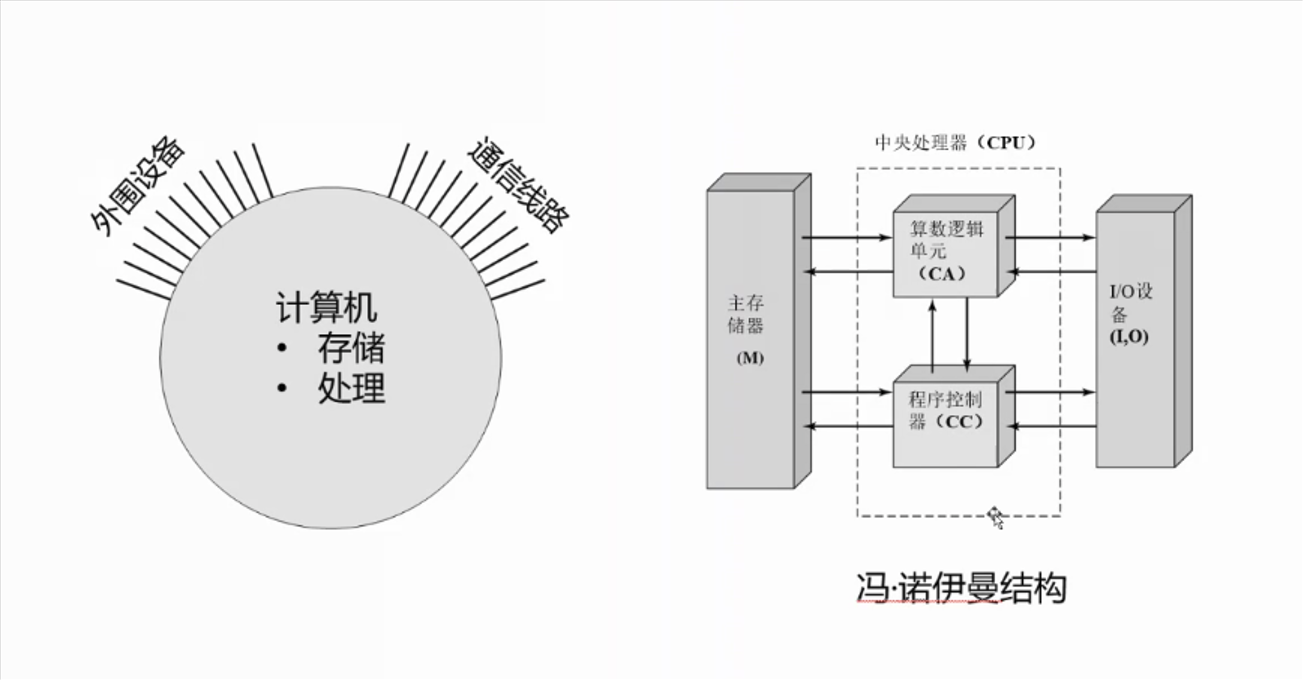 外围设备
通信线路
计算机
• 存储
• 处理
中央处理器（CPU）
主存
储器
(M)
算数逻辑
单元
（CA）
程序控制
器（CC）
I/O设
备
(I,O)
冯·诺伊曼结构